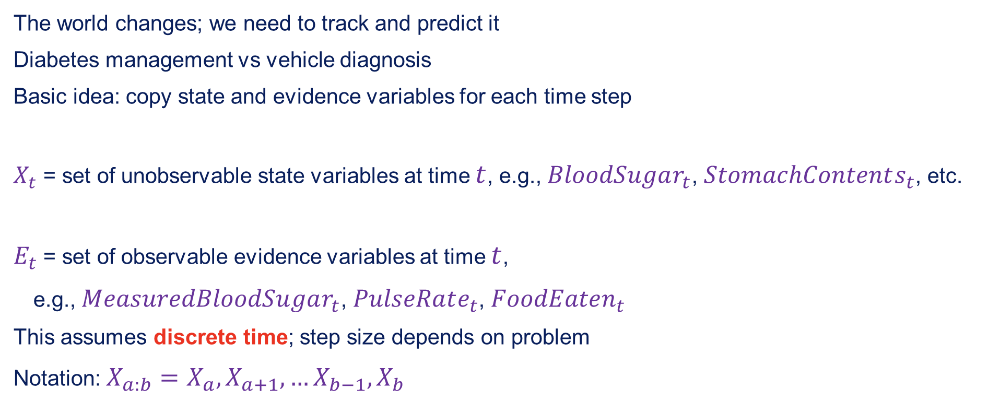 The world changes; we need to track and predict it
Diabetes management vs vehicle diagnosis
Basic idea: copy state and evidence variables for each time step
$X_t$ = set of unobservable state variables at time $t$, e.g., $BloodSugar_t$, $StomachContents_t$, etc.
$E_t$ = set of observable evidence variables at time $t$,
e.g., $MeasuredBloodSugar_t$, $PulseRate_t$, $FoodEaten_t$
This assumes discrete time; step size depends on problem
Notation: $X_{a:b} = X_a, X_{a+1}, \ldots X_{b-1}, X_b$